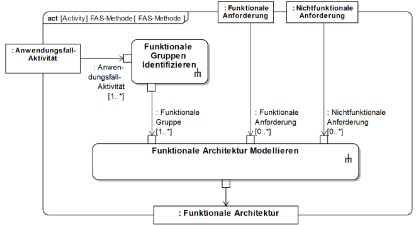 act [Activity] FAS-Methode [ FAS-Methode ]
: Funktionale
Anforderung
: Nichtfunktionale
Anforderung
: Anwendungsfall-
Aktivität
Funktionale
Gruppen
Identifizieren
: Anwen-
dungsfall-
Aktivität
[1..*]
: Funktionale
Gruppe
[1..*]
: Funktionale
Anforderung
[0..*]
: Nichtfunktionale
Anforderung
[0..*]
Funktionale Architektur Modellieren
: Funktionale Architektur